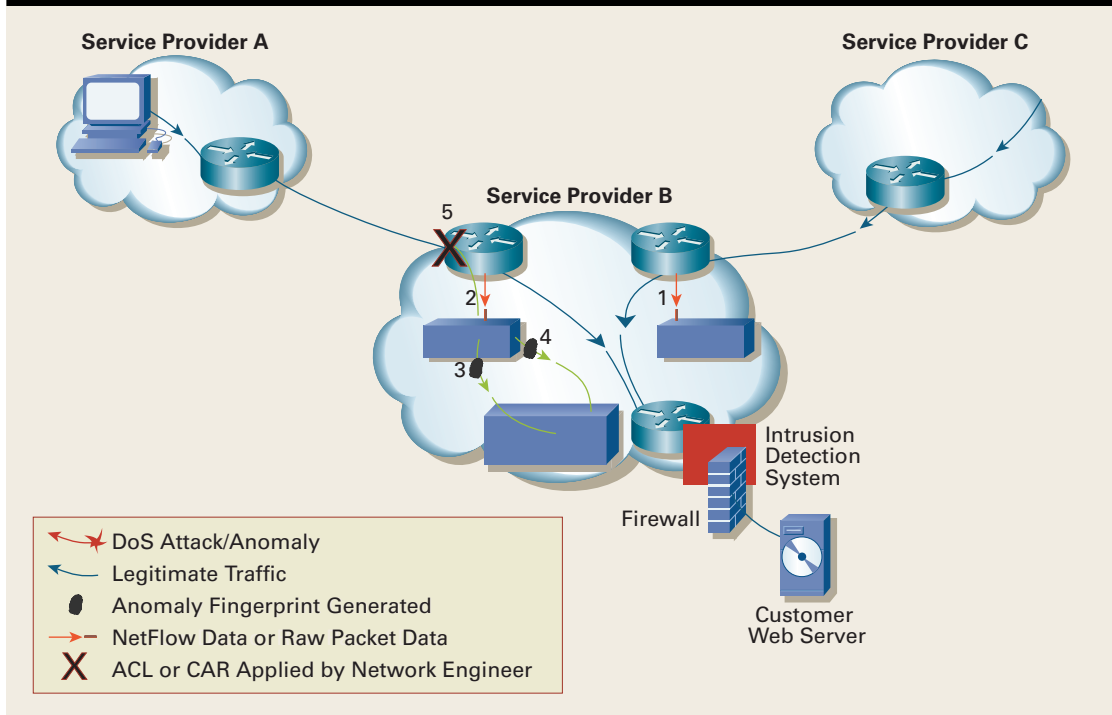 Service Provider A
Service Provider C
Service Provider B
5
2
1
4
3
Intrusion
Detection
System
Firewall
Customer
Web Server
DoS Attack/Anomaly
Legitimate Traffic
Anomaly Fingerprint Generated
NetFlow Data or Raw Packet Data
ACL or CAR Applied by Network Engineer